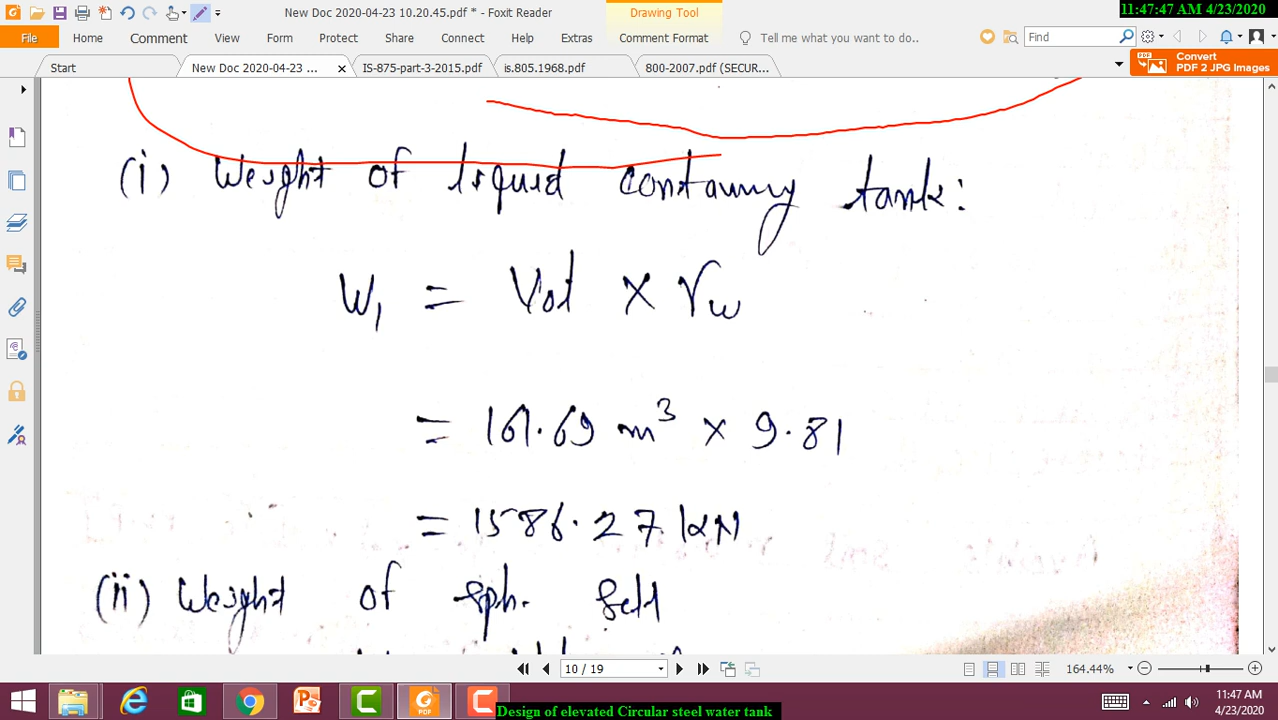 11:47:47 AM 4/23/2020
New Doc 2020-04-23 10.20.45.pdf * - Foxit Reader
Drawing Tool
File Home Comment View Form Protect Share Connect Help Extras Comment Format Tell me what you want to do.. Find
Start New Doc 2020-04-23 ... IS-875-part-3-2015.pdf is.805.1968.pdf 800-2007.pdf (SECUR...
Convert
PDF 2 JPG Images
(i) Weight of liquid containing tank:
W1 = Vol × γw
= 161.69 m³ × 9.81
= 1586.27 kN
(ii) Weight of sph.
10 / 19
164.44%
11:47 AM
4/23/2020
Design of elevated Circular steel water tank